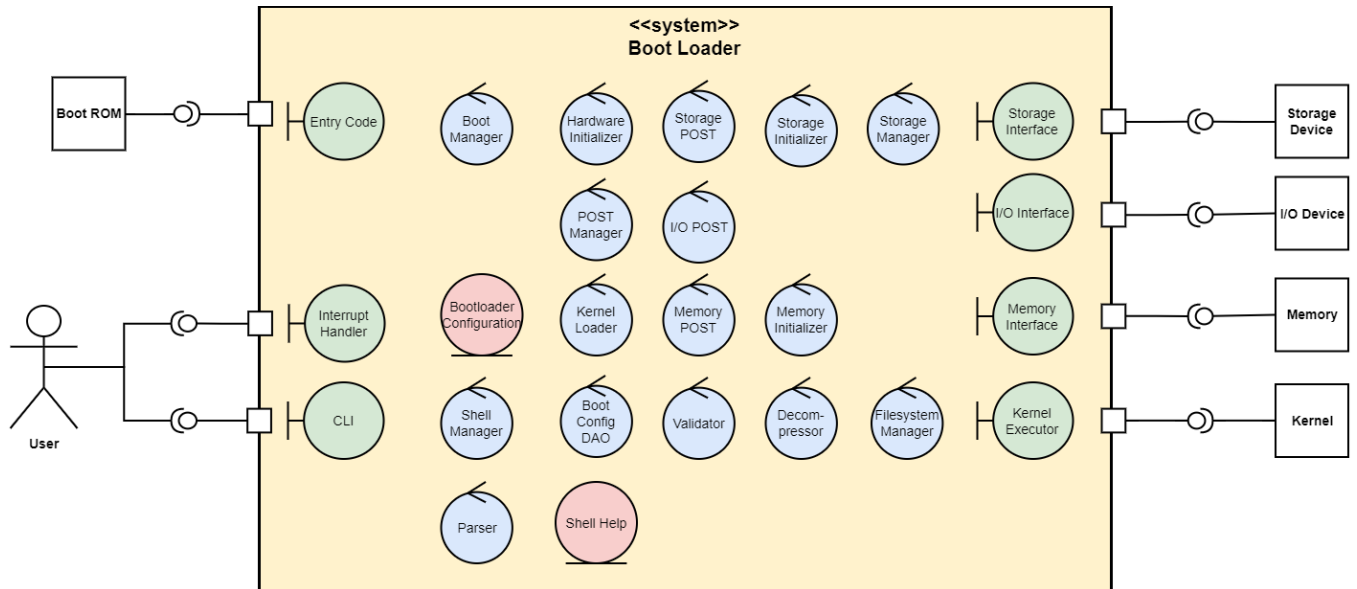 <<system>>
Boot Loader
Boot ROM
Entry Code
Boot
Manager
Hardware
Initializer
Storage
POST
Storage
Initializer
Storage
Manager
Storage
Interface
Storage
Device
POST
Manager
I/O POST
I/O Interface
I/O Device
Interrupt
Handler
Bootloader
Configuration
Kernel
Loader
Memory
POST
Memory
Initializer
Memory
Interface
Memory
User
CLI
Shell
Manager
Boot
Config
DAO
Validator
Decom-
pressor
Filesystem
Manager
Kernel
Executor
Kernel
Parser
Shell Help